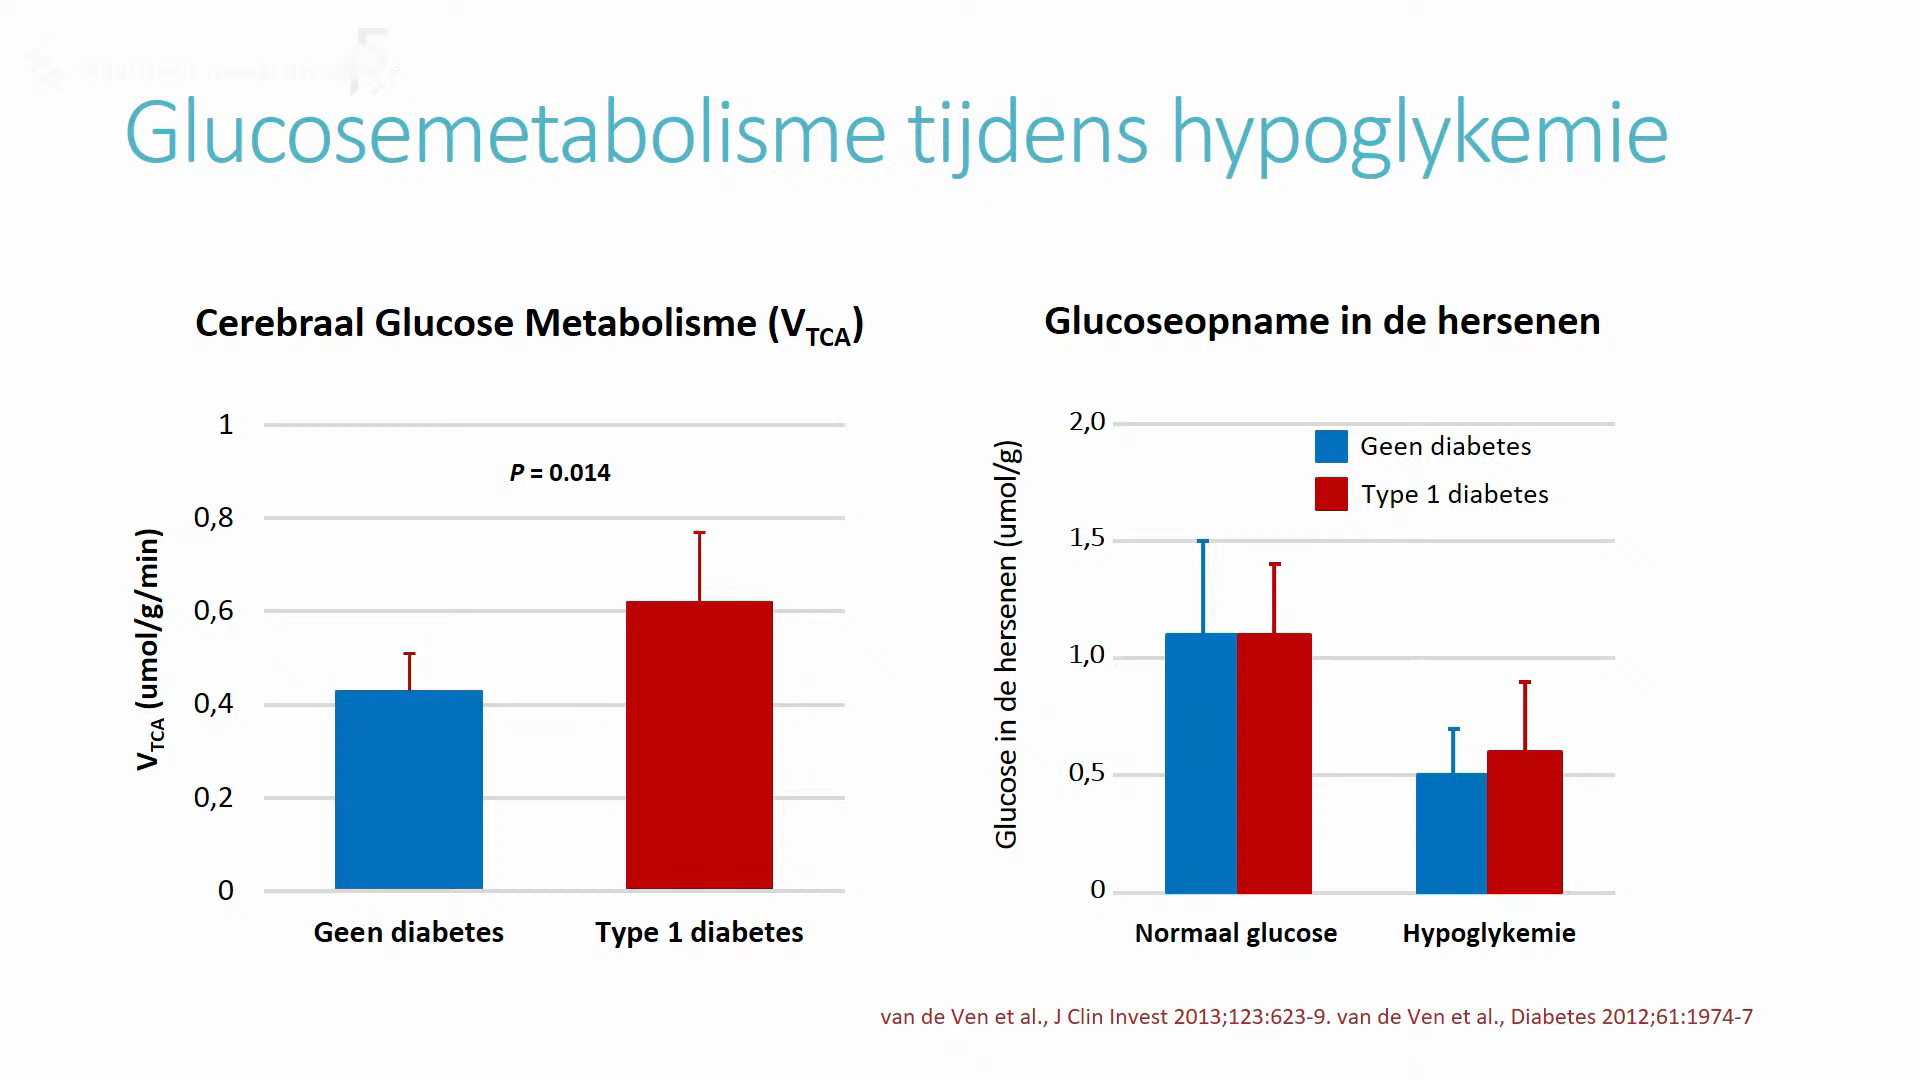 Glucosemetabolisme tijdens hypoglykemie
Cerebraal Glucose Metabolisme (VTCA)
1
P = 0.014
0,8
0,6
0,4
0,2
0
VTCA (umol/g/min)
Geen diabetes
Type 1 diabetes
Glucoseopname in de hersenen
2,0
Geen diabetes
Type 1 diabetes
1,5
1,0
0,5
0
Glucose in de hersenen (umol/g)
Normaal glucose
Hypoglykemie
van de Ven et al., J Clin Invest 2013;123:623-9. van de Ven et al., Diabetes 2012;61:1974-7